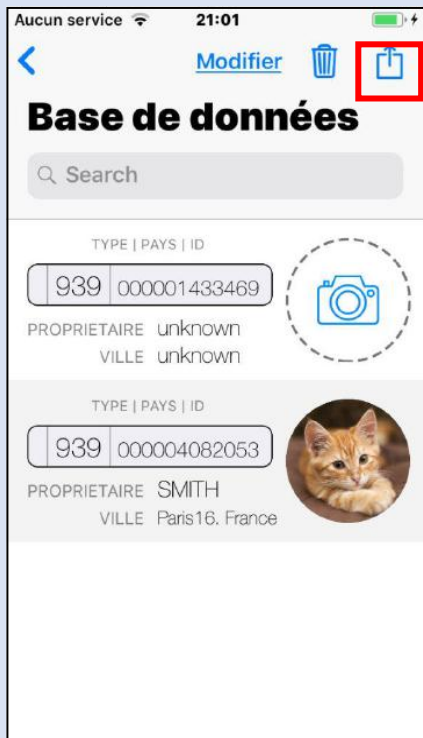 Aucun service 21:01
Modifier
Base de données
Search
TYPE | PAYS | ID
939 000001433469
PROPRIETAIRE unknown
VILLE unknown
TYPE | PAYS | ID
939 000004082053
PROPRIETAIRE SMITH
VILLE Paris16. France